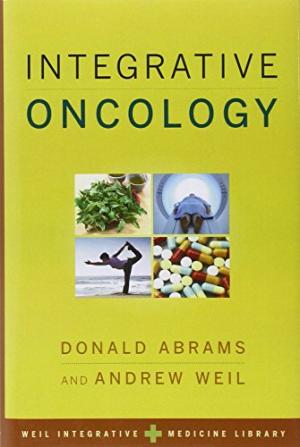 INTEGRATIVE
ONCOLOGY
DONALD ABRAMS
AND ANDREW WEIL
WEIL INTEGRATIVE + MEDICINE LIBRARY